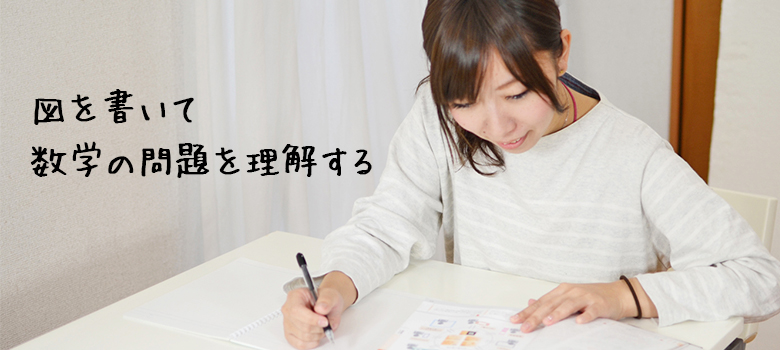 図を書いて
数学の問題を理解する